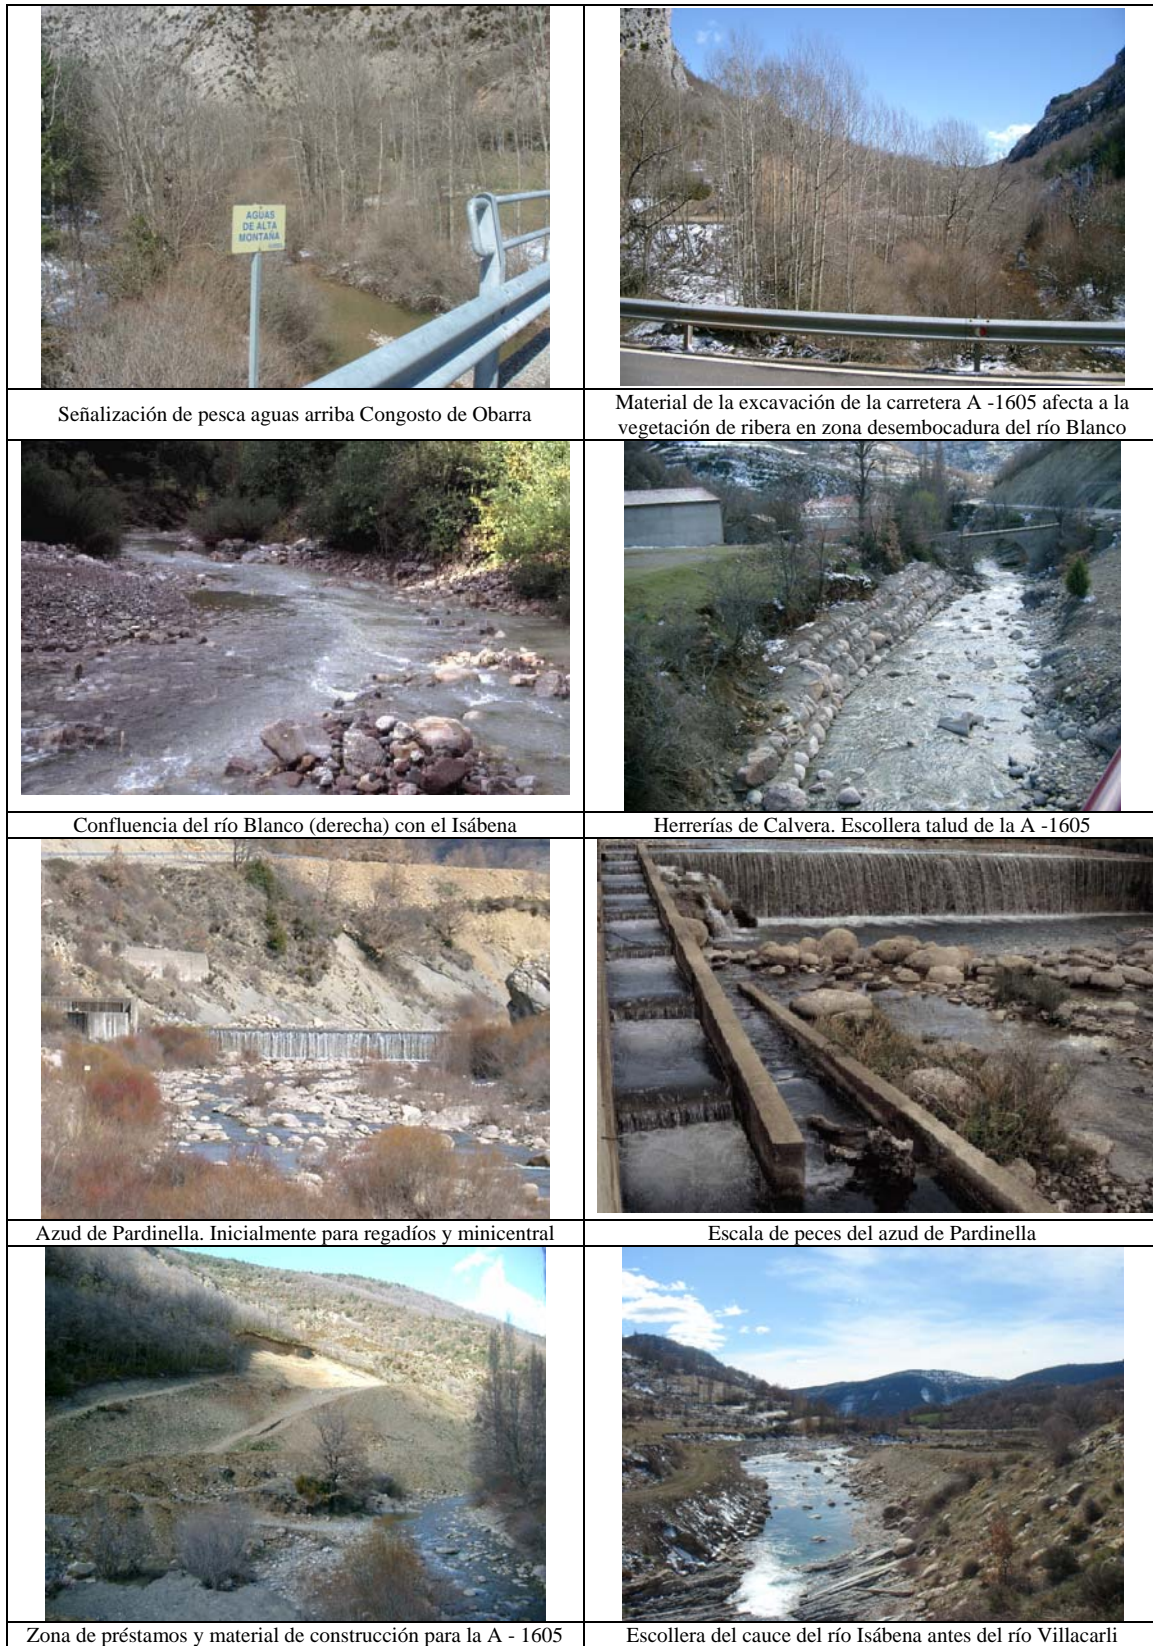 AGUAS
DE ALTA
MONTAÑA
Señalización de pesca aguas arriba Congosto de Obarra
Material de la excavación de la carretera A -1605 afecta a la
vegetación de ribera en zona desembocadura del río Blanco
Confluencia del río Blanco (derecha) con el Isábena
Herrerías de Calvera. Escollera talud de la A -1605
Azud de Pardinella. Inicialmente para regadíos y minicentral
Escala de peces del azud de Pardinella
Zona de préstamos y material de construcción para la A - 1605
Escollera del cauce del río Isábena antes del río Villacarli